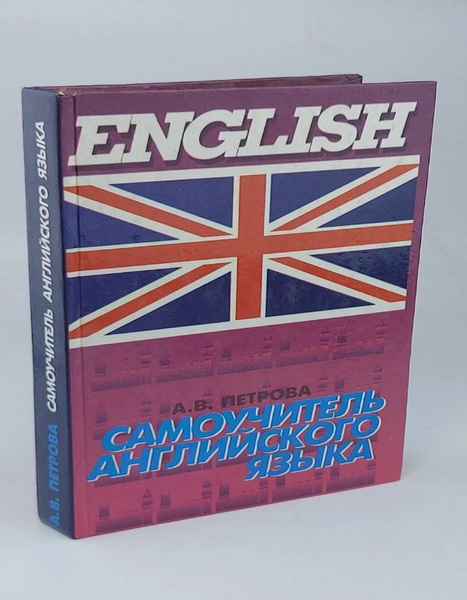 ENGLISH
А.В. ПЕТРОВА
САМОУЧИТЕЛЬ
АНГЛИЙСКОГО
ЯЗЫКА
А.В. ПЕТРОВА САМОУЧИТЕЛЬ АНГЛИЙСКОГО ЯЗЫКА